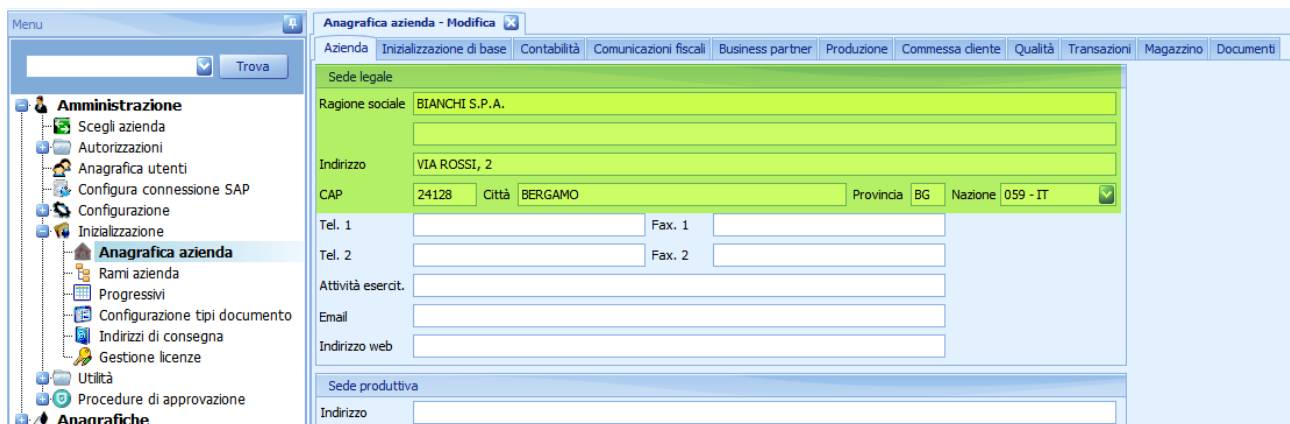 Menu
Trova
Amministrazione
Scegli azienda
Autorizzazioni
Anagrafica utenti
Configura connessione SAP
Configurazione
Inizializzazione
Anagrafica azienda
Rami azienda
Progressivi
Configurazione tipi documento
Indirizzi di consegna
Gestione licenze
Utilità
Procedure di approvazione
Anagrafiche
Anagrafica azienda - Modifica
Azienda Inizializzazione di base Contabilità Comunicazioni fiscali Business partner Produzione Commessa cliente Qualità Transazioni Magazzino Documenti
Sede legale
Ragione sociale BIANCHI S.P.A.
Indirizzo VIA ROSSI, 2
CAP 24128 Città BERGAMO Provincia BG Nazione 059 - IT
Tel. 1 Fax. 1
Tel. 2 Fax. 2
Attività esercit.
Email
Indirizzo web
Sede produttiva
Indirizzo